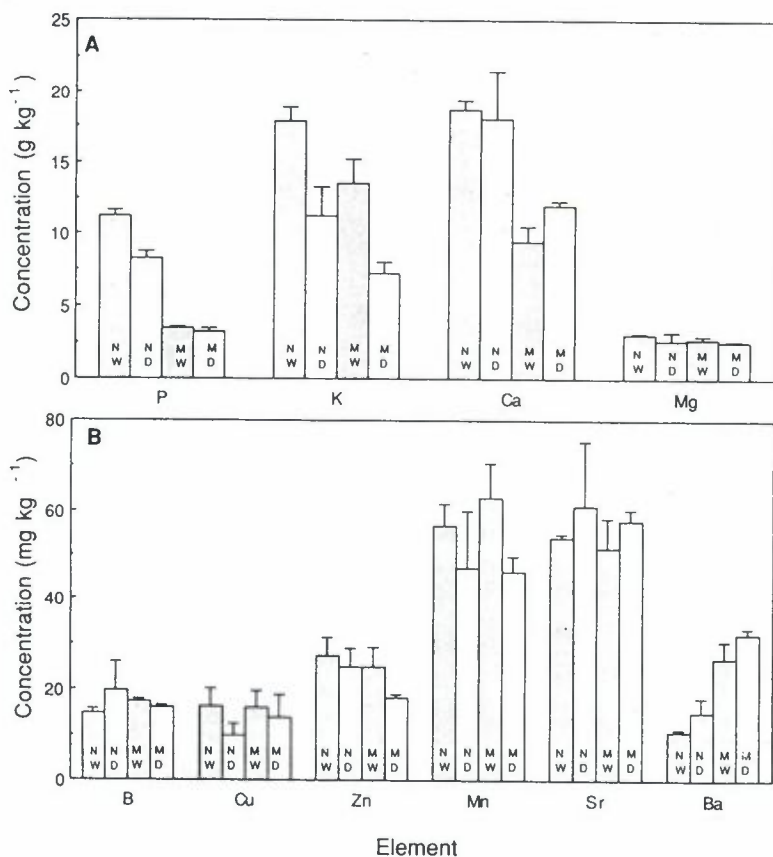 A
Concentration (g kg⁻¹)
25
20
15
10
5
0
N W
N D
M W
M D
N W
N D
M W
M D
N W
N D
M W
M D
N W
N D
M W
M D
P K Ca Mg
B
Concentration (mg kg⁻¹)
80
60
40
20
0
N W
N D
M W
M D
N W
N D
M W
M D
N W
N D
M W
M D
N W
N D
M W
M D
N W
N D
M W
M D
N W
N D
M W
M D
B Cu Zn Mn Sr Ba
Element